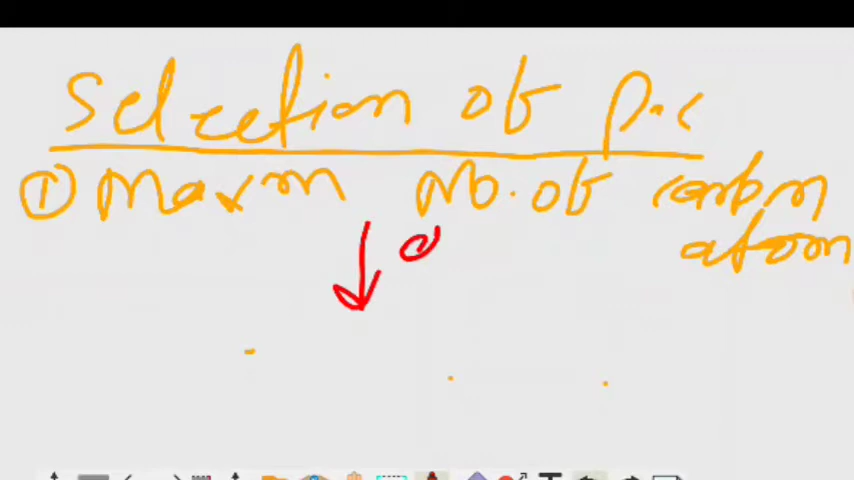 Selection of P.C
① Maxm No. of carbon
atom